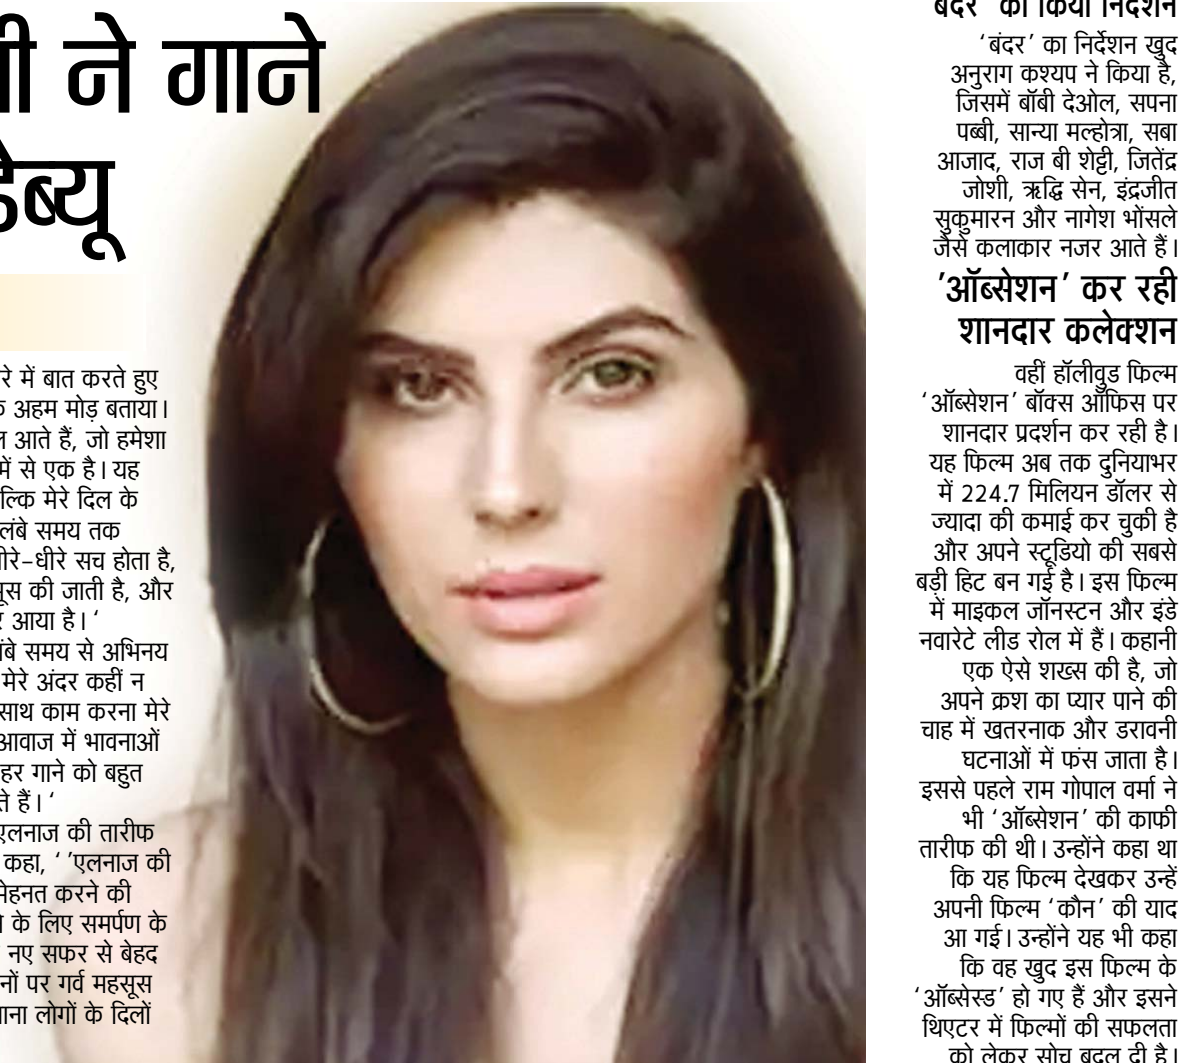 ने गाने
डेब्यू
रे में बात करते हुए
अहम मोड़ बताया।
आते हैं, जो हमेशा
में से एक है। यह
ल्कि मेरे दिल के
लंबे समय तक
रे-धीरे सच होता है,
की जाती है, और
आया है। ‘
समय से अभिनय
मेरे अंदर कहीं न
साथ काम करना मेरे
आवाज में भावनाओं
हर गाने को बहुत
ते हैं। ‘
एलनाज की तारीफ
कहा, ‘ ’एलनाज की
मेहनत करने की
के लिए समर्पण के
नए सफर से बेहद
नों पर गर्व महसूस
ाना लोगों के दिलों
बंदर’ का किया निर्देशन
‘बंदर’ का निर्देशन खुद
अनुराग कश्यप ने किया है,
जिसमें बॉबी देओल, सपना
पब्बी, सान्या मल्होत्रा, सबा
आजाद, राज बी शेट्टी, जितेंद्र
जोशी, ऋद्धि सेन, इंद्रजीत
सुकुमारन और नागेश भोंसले
जैसे कलाकार नजर आते हैं।
’ऑब्सेशन’ कर रही
शानदार कलेक्शन
वहीं हॉलीवुड फिल्म
‘ऑब्सेशन’ बॉक्स ऑफिस पर
शानदार प्रदर्शन कर रही है।
यह फिल्म अब तक दुनियाभर
में 224.7 मिलियन डॉलर से
ज्यादा की कमाई कर चुकी है
और अपने स्टूडियो की सबसे
बड़ी हिट बन गई है। इस फिल्म
में माइकल जॉनस्टन और इंडे
नवारेटे लीड रोल में हैं। कहानी
एक ऐसे शख्स की है, जो
अपने क्रश का प्यार पाने की
चाह में खतरनाक और डरावनी
घटनाओं में फंस जाता है।
इससे पहले राम गोपाल वर्मा ने
भी ‘ऑब्सेशन’ की काफी
तारीफ की थी। उन्होंने कहा था
कि यह फिल्म देखकर उन्हें
अपनी फिल्म ‘कौन’ की याद
आ गई। उन्होंने यह भी कहा
कि वह खुद इस फिल्म के
‘ऑब्सेस्ड’ हो गए हैं और इसने
थिएटर में फिल्मों की सफलता
को लेकर सोच बदल दी है।